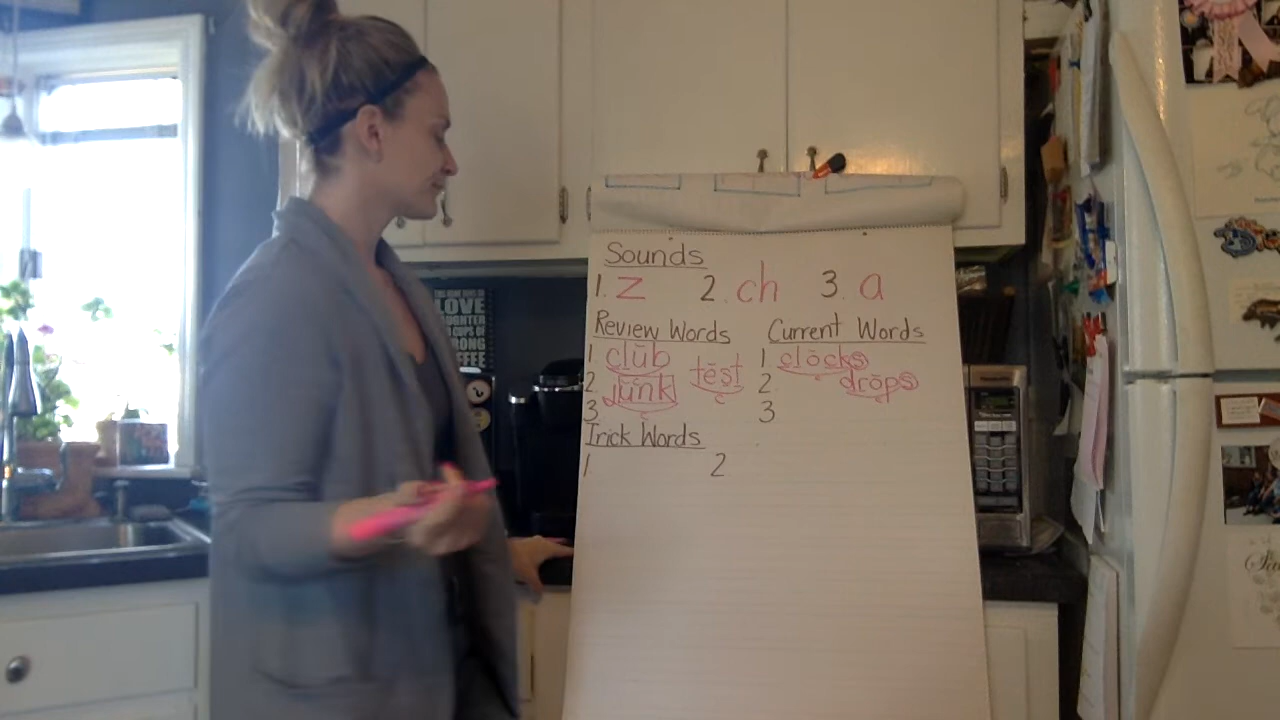 Sounds
1. z 2. ch 3. a
Review Words Current Words
1 club test 1 clocks
2 junk 2 drops
3 3
Trick Words
1 2
LOVE